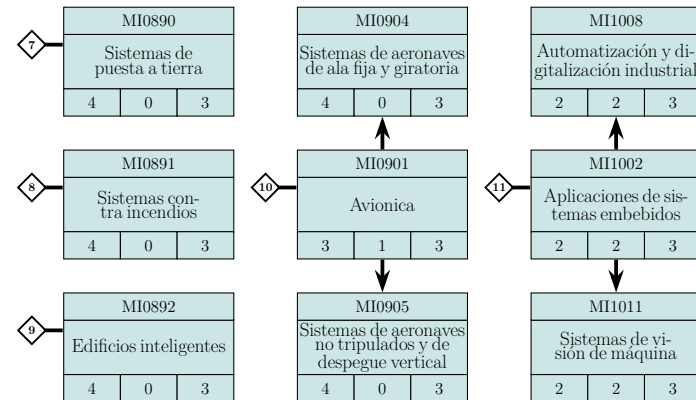 MI0890
7
Sistemas de
puesta a tierra
4 0 3
MI0904
Sistemas de aeronaves
de ala fija y giratoria
4 0 3
MI1008
Automatización y di-
gitalización industrial
2 2 3
MI0891
8
Sistemas con-
tra incendios
4 0 3
MI0901
10
Avionica
3 1 3
MI1002
11
Aplicaciones de sis-
temas embebidos
2 2 3
MI0892
9
Edificios inteligentes
4 0 3
MI0905
Sistemas de aeronaves
no tripulados y de
despegue vertical
4 0 3
MI1011
Sistemas de vi-
sión de máquina
2 2 3